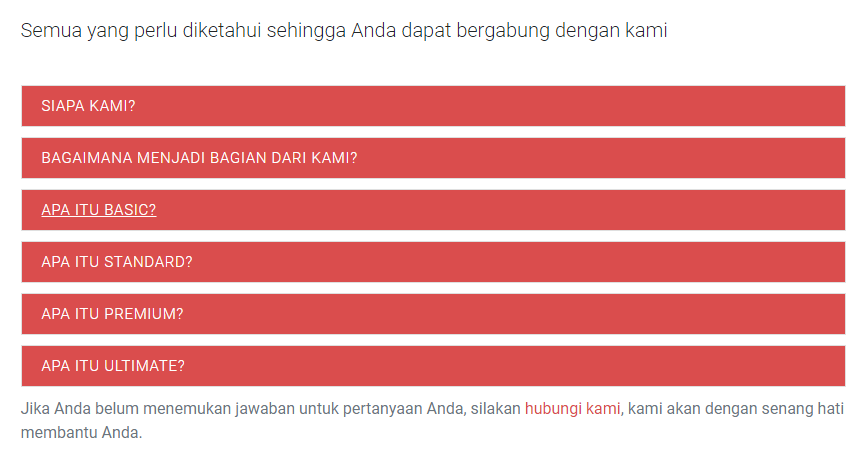 Semua yang perlu diketahui sehingga Anda dapat bergabung dengan kami
SIAPA KAMI?
BAGAIMANA MENJADI BAGIAN DARI KAMI?
APA ITU BASIC?
APA ITU STANDARD?
APA ITU PREMIUM?
APA ITU ULTIMATE?
Jika Anda belum menemukan jawaban untuk pertanyaan Anda, silakan hubungi kami, kami akan dengan senang hati
membantu Anda.